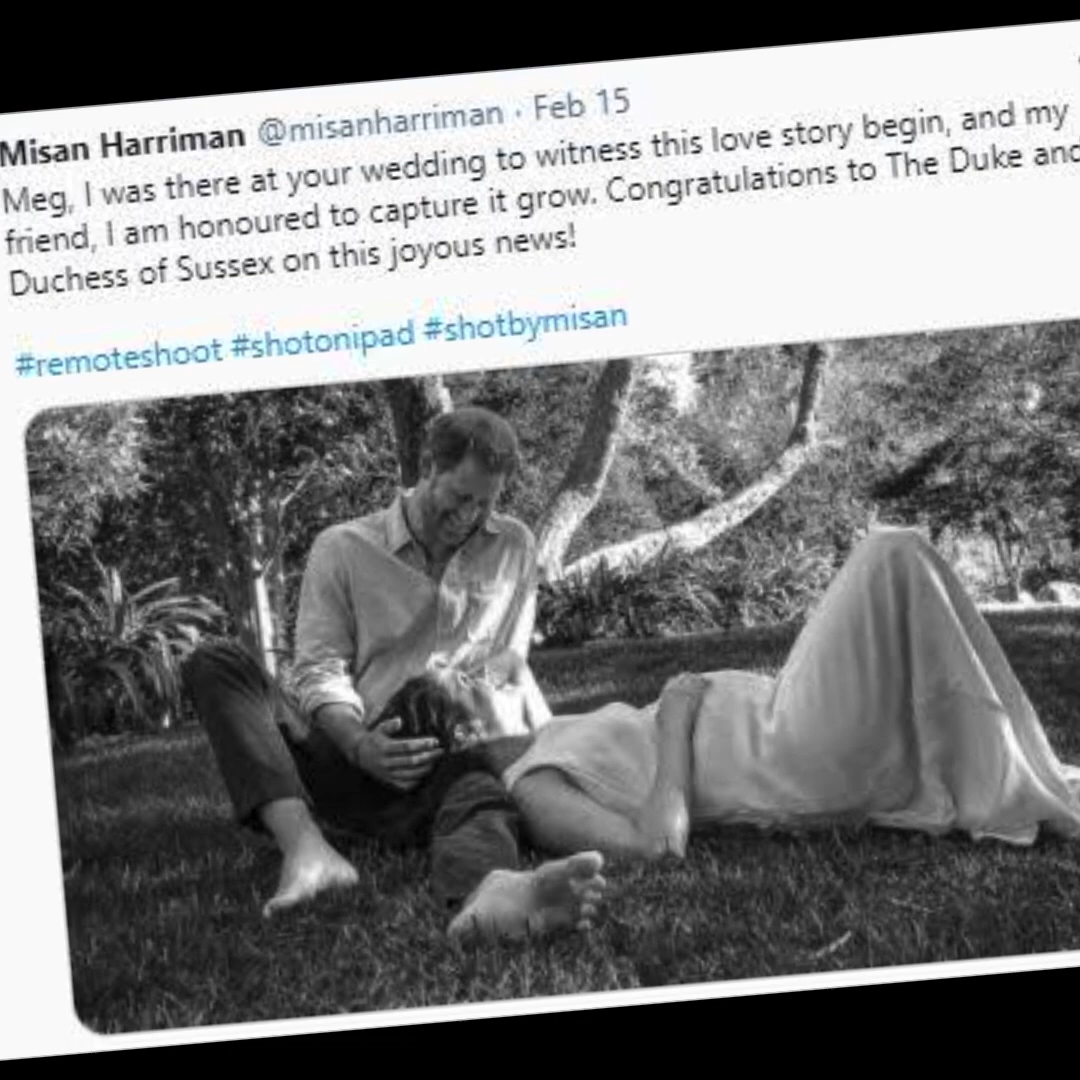 Misan Harriman @misanharriman · Feb 15
Meg, I was there at your wedding to witness this love story begin, and my
friend, I am honoured to capture it grow. Congratulations to The Duke and
Duchess of Sussex on this joyous news!
#remoteshoot #shotonipad #shotbymisan